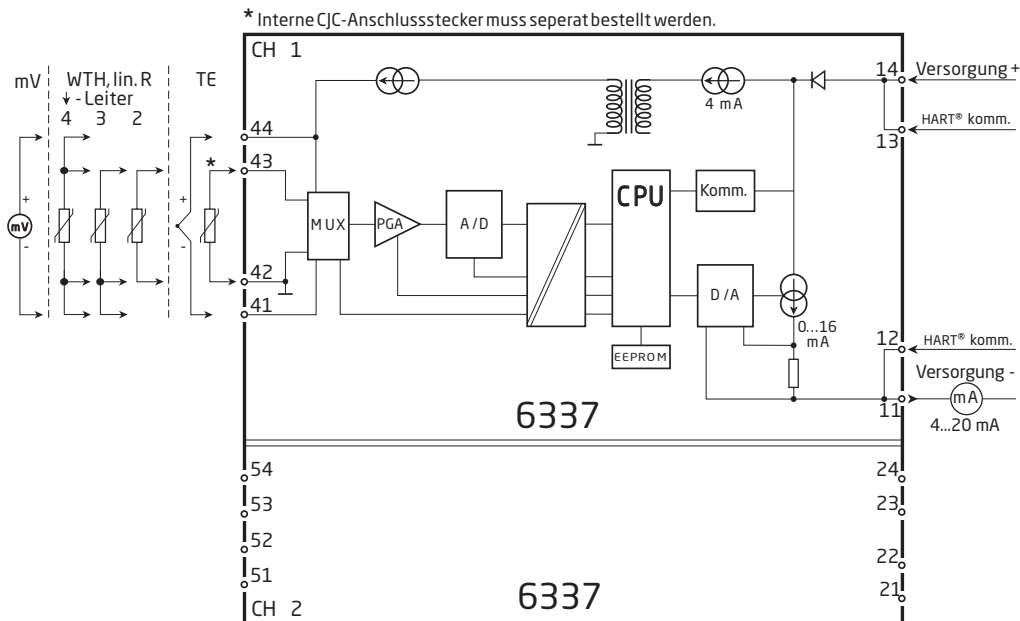 * Interne CJC-Anschlussstecker muss seperat bestellt werden.
CH 1
mV
WTH, lin. R
- Leiter
4 3 2
TE
44
*
43
42
41
+
mV
-
+
-
MUX
PGA
A/D
CPU
Komm.
D/A
EEPROM
4 mA
0...16
mA
14
Versorgung +
HART® komm.
13
12
HART® komm.
Versorgung -
11
mA
4...20 mA
6337
54
53
52
51
CH 2
24
23
22
21
6337